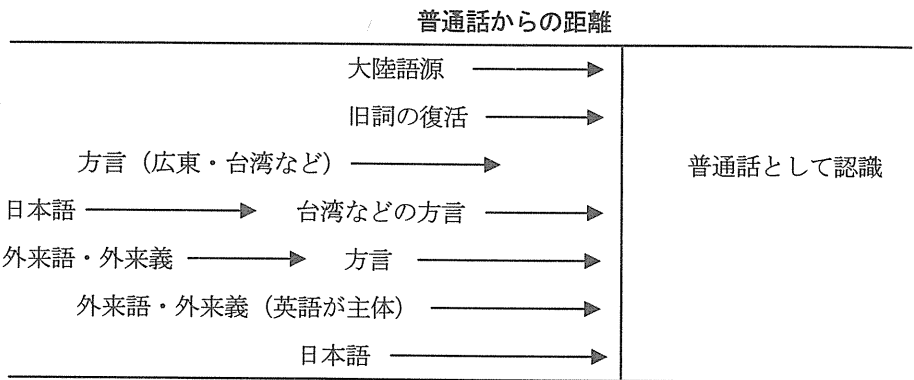 普通話からの距離
大陸語源
旧詞の復活
方言（広東・台湾など）
普通話として認識
日本語 台湾などの方言
外来語・外来義 方言
外来語・外来義（英語が主体）
日本語